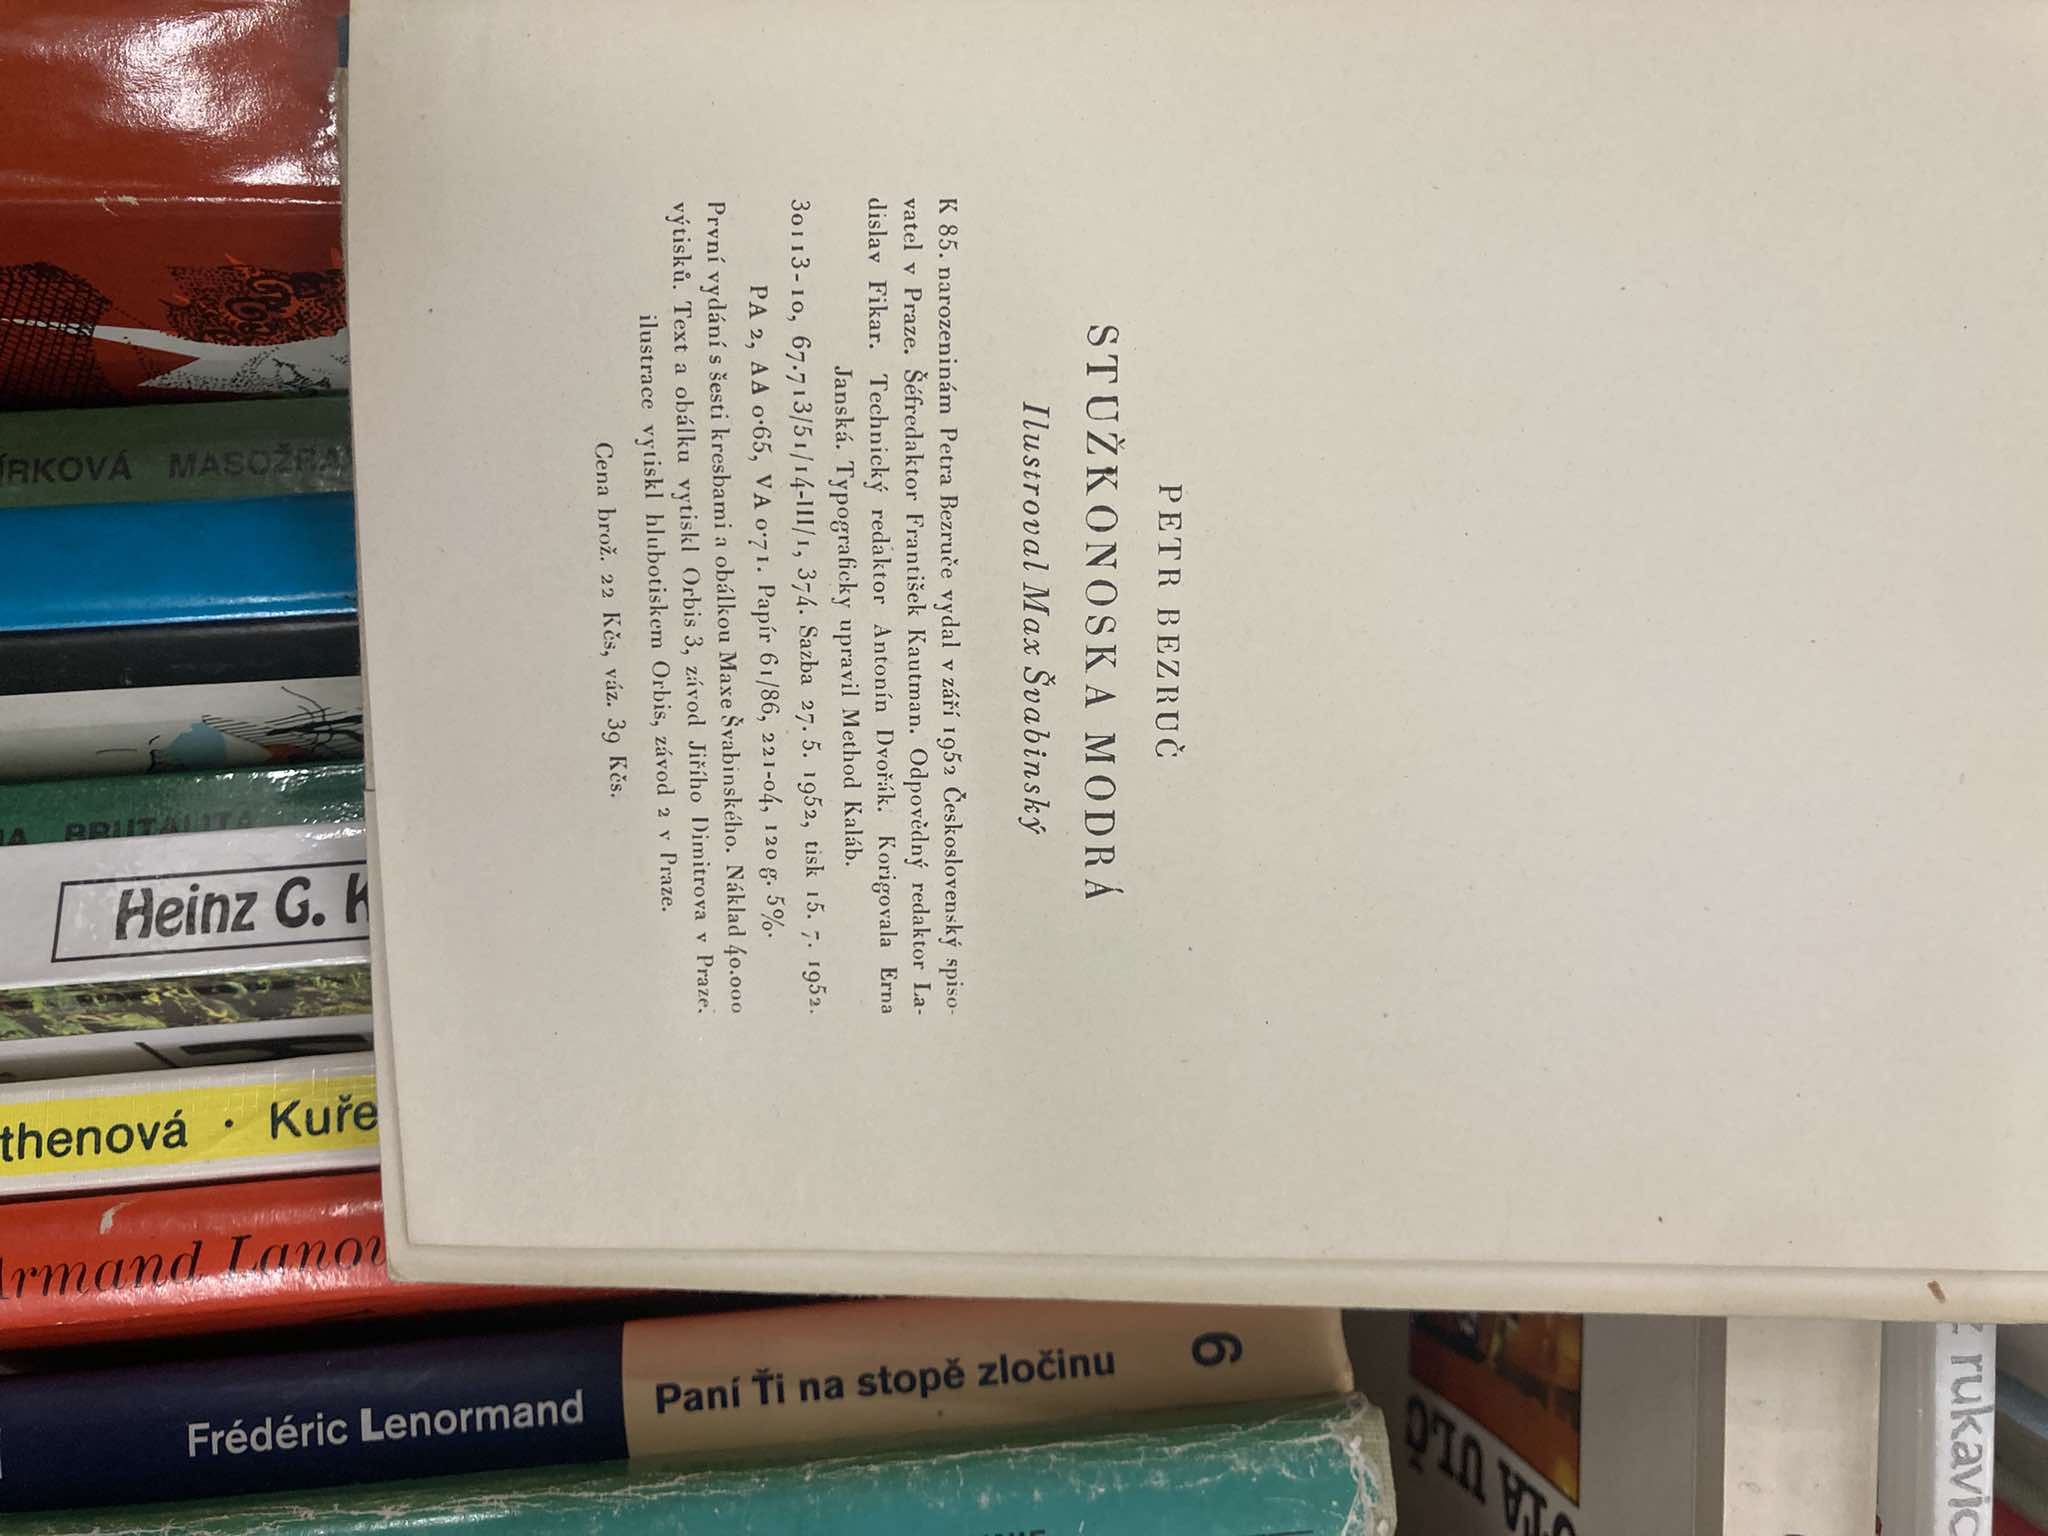 PETR BEZRUČ
STUŽKONOSKA MODRÁ
Ilustroval Max Švabinský
K 85. narozeninám Petra Bezruče vydal v září 1952 Československý spiso-
vatel v Praze. Šéfredaktor František Kautman. Odpovědný redaktor La-
dislav Fikar. Technický redaktor Antonín Dvořák. Korigovala Erna
Janská. Typograficky upravil Method Kaláb.
30113-10, 67.713/51/14-III/1, 374. Sazba 27. 5. 1952, tisk 15. 7. 1952.
PA 2, AA 0·65, VA 0·71. Papír 61/86, 221-04, 120 g. 5%.
První vydání s šesti kresbami a obálkou Maxe Švabinského. Náklad 40.000
výtisků. Text a obálku vytiskl Orbis 3, závod Jiřího Dimitrova v Praze,
ilustrace vytiskl hlubotiskem Orbis, závod 2 v Praze.
Cena brož. 22 Kčs, váz. 39 Kčs.
ÍRKOVÁ MASOŽRA
BRUTALITA
Heinz G. K
thenová · Kuře
Armand Lanou
Frédéric Lenormand Paní Ťi na stopě zločinu 6
OTA ULČ
z rukavic